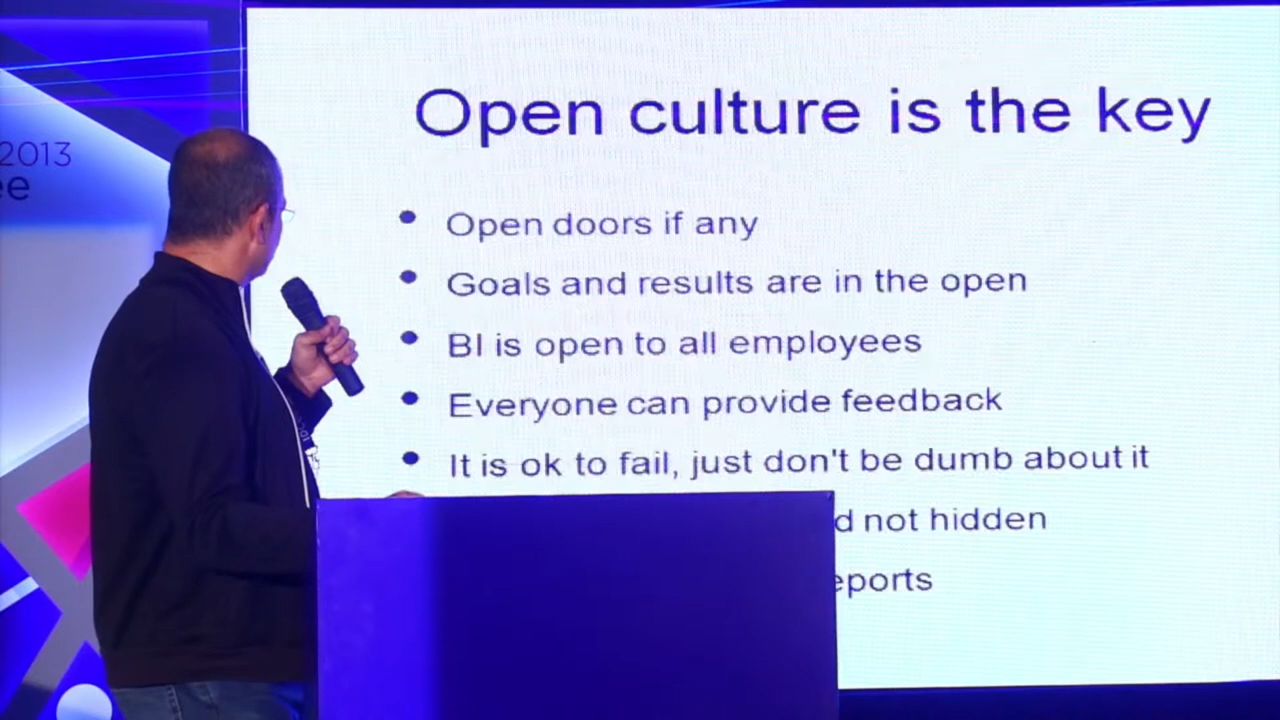 2013
Open culture is the key
Open doors if any
Goals and results are in the open
BI is open to all employees
Everyone can provide feedback
It is ok to fail, just don't be dumb about it
not hidden